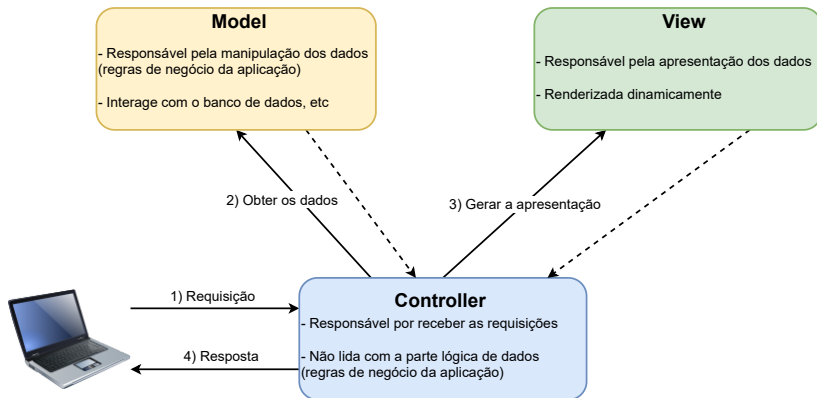 Model
- Responsável pela manipulação dos dados
(regras de negócio da aplicação)
- Interage com o banco de dados, etc
View
- Responsável pela apresentação dos dados
- Renderizada dinamicamente
2) Obter os dados
3) Gerar a apresentação
1) Requisição
4) Resposta
Controller
- Responsável por receber as requisições
- Não lida com a parte lógica de dados
(regras de negócio da aplicação)